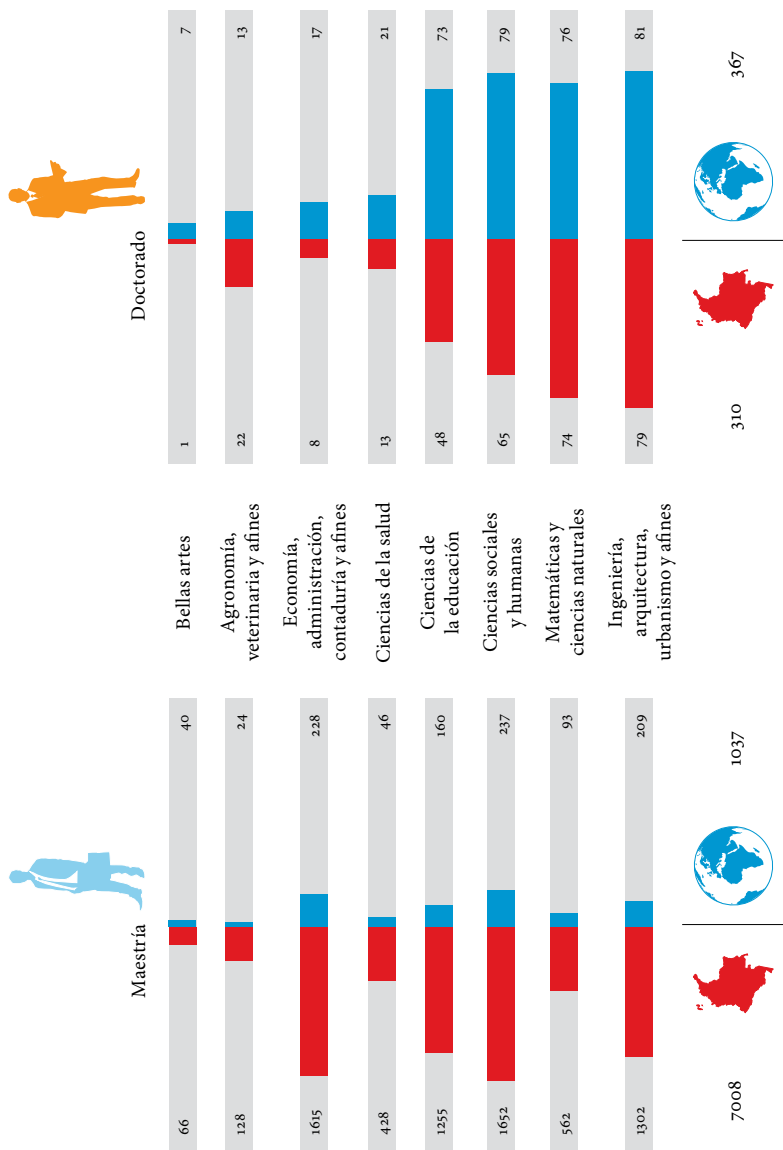 Maestría
Doctorado
66
40
Bellas artes
1
7
128
24
Agronomía,
veterinaria y afines
22
13
1615
228
Economía,
administración,
contaduría y afines
8
17
428
46
Ciencias de la salud
13
21
1255
160
Ciencias de
la educación
48
73
1652
237
Ciencias sociales
y humanas
65
79
562
93
Matemáticas y
ciencias naturales
74
76
1302
209
Ingeniería,
arquitectura,
urbanismo y afines
79
81
7008
1037
310
367